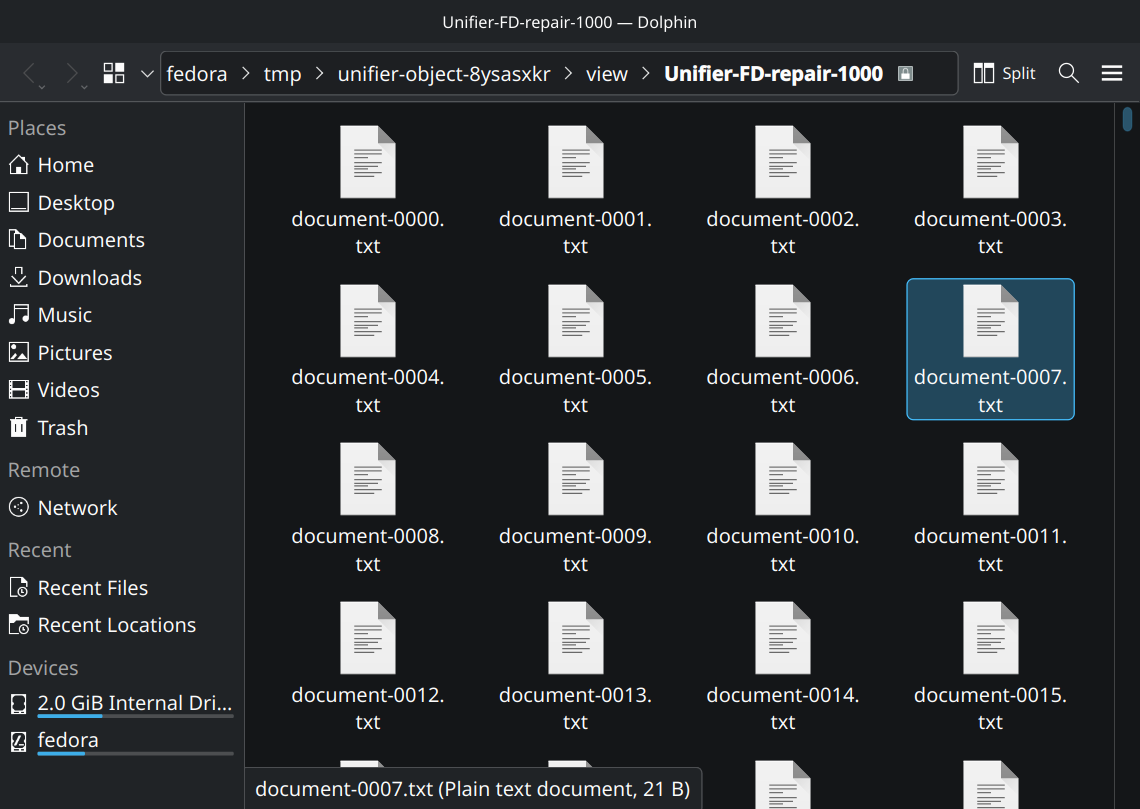 Unifier-FD-repair-1000 — Dolphin
fedora > tmp > unifier-object-8ysasxkr > view > Unifier-FD-repair-1000
Split
Places
Home
Desktop
Documents
Downloads
Music
Pictures
Videos
Trash
Remote
Network
Recent
Recent Files
Recent Locations
Devices
2.0 GiB Internal Dri...
fedora
document-0000.
txt
document-0001.
txt
document-0002.
txt
document-0003.
txt
document-0004.
txt
document-0005.
txt
document-0006.
txt
document-0007.
txt
document-0008.
txt
document-0009.
txt
document-0010.
txt
document-0011.
txt
document-0012.
txt
document-0013.
txt
document-0014.
txt
document-0015.
txt
document-0007.txt (Plain text document, 21 B)